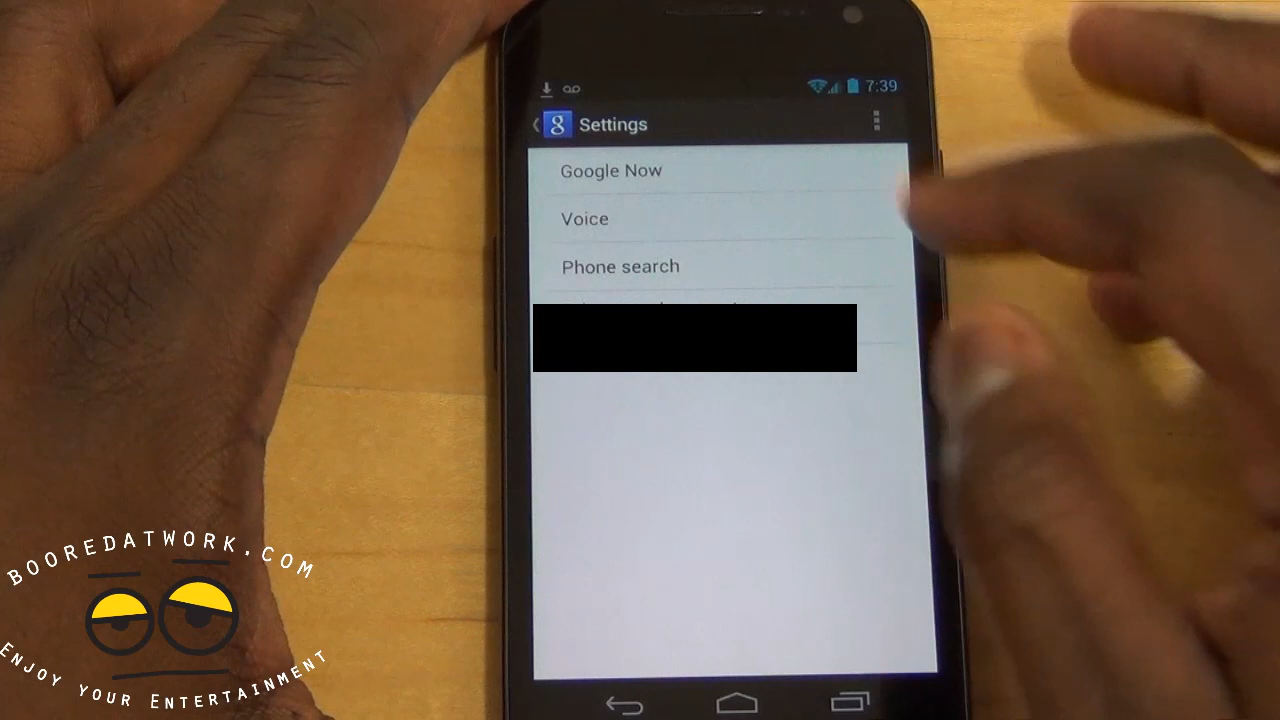 7:39
g Settings
Google Now
Voice
Phone search
BOOREDATWORK.COM
ENJOY YOUR ENTERTAINMENT